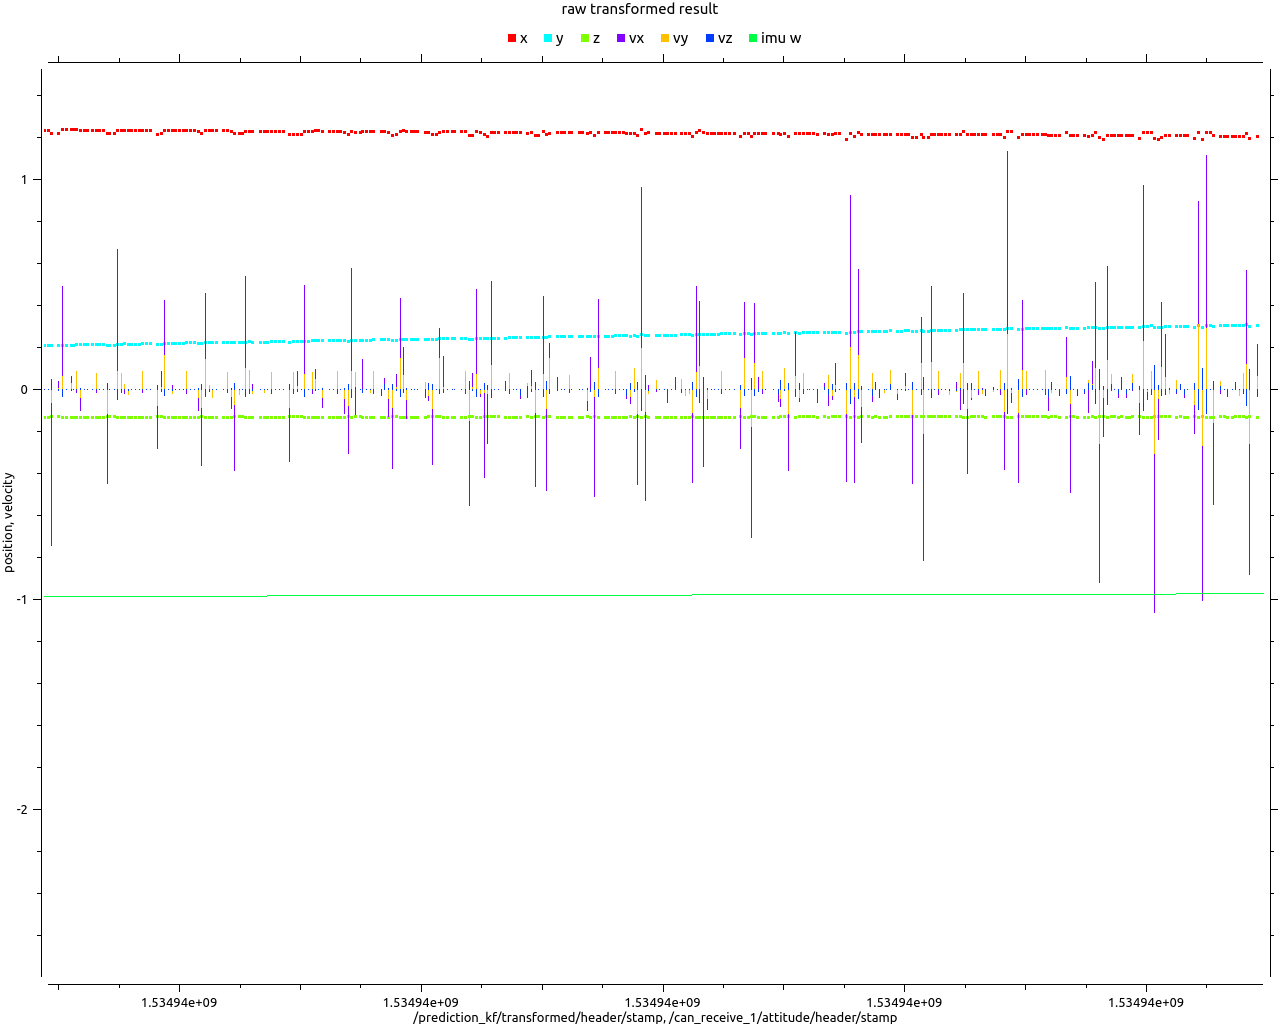 raw transformed result
x y z vx vy vz imu w
1
0
-1
-2
position, velocity
1.53494e+09 1.53494e+09 1.53494e+09 1.53494e+09 1.53494e+09
/prediction_kf/transformed/header/stamp, /can_receive_1/attitude/header/stamp